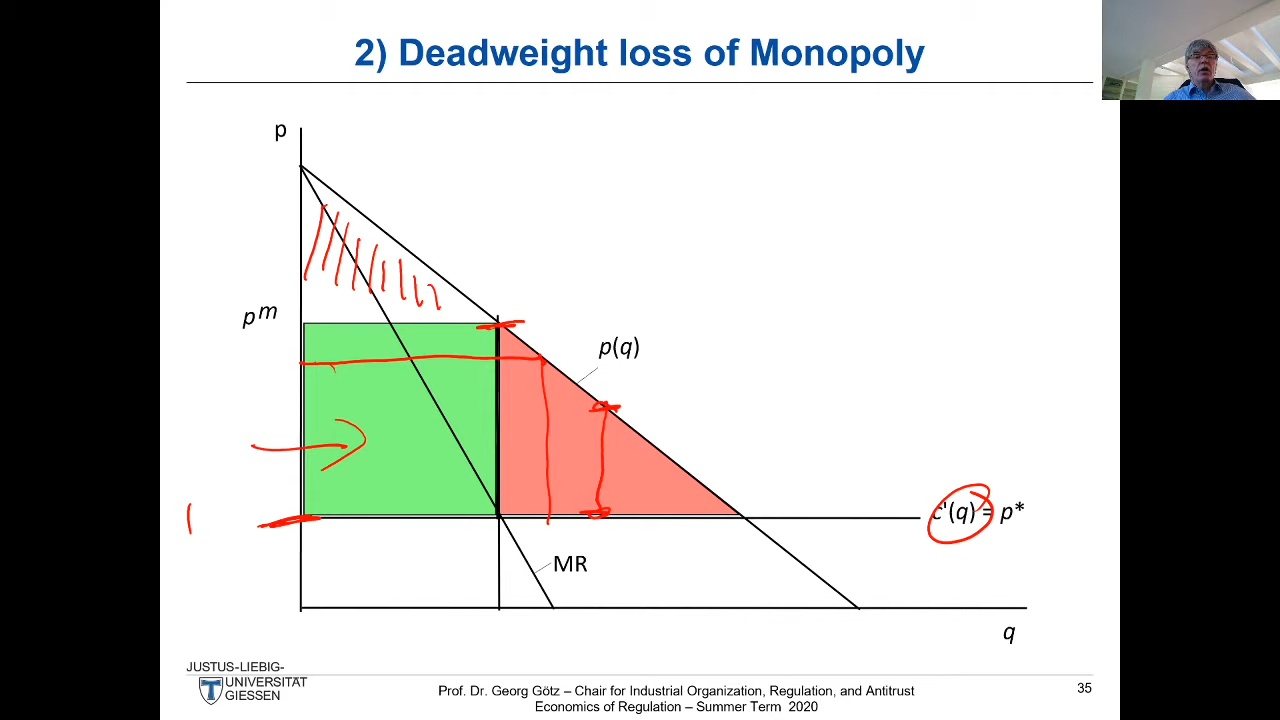 2) Deadweight loss of Monopoly
p
p^m
p(q)
c'(q) = p*
MR
q
JUSTUS-LIEBIG-
UNIVERSITÄT
GIESSEN
Prof. Dr. Georg Götz – Chair for Industrial Organization, Regulation, and Antitrust
Economics of Regulation – Summer Term 2020
35